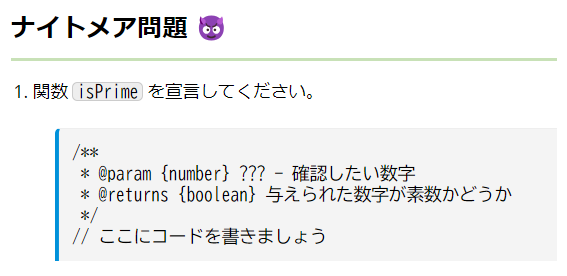 ナイトメア問題 😈
1. 関数 isPrime を宣言してください。
/**
 * @param {number} ??? - 確認したい数字
 * @returns {boolean} 与えられた数字が素数かどうか
 */
// ここにコードを書きましょう